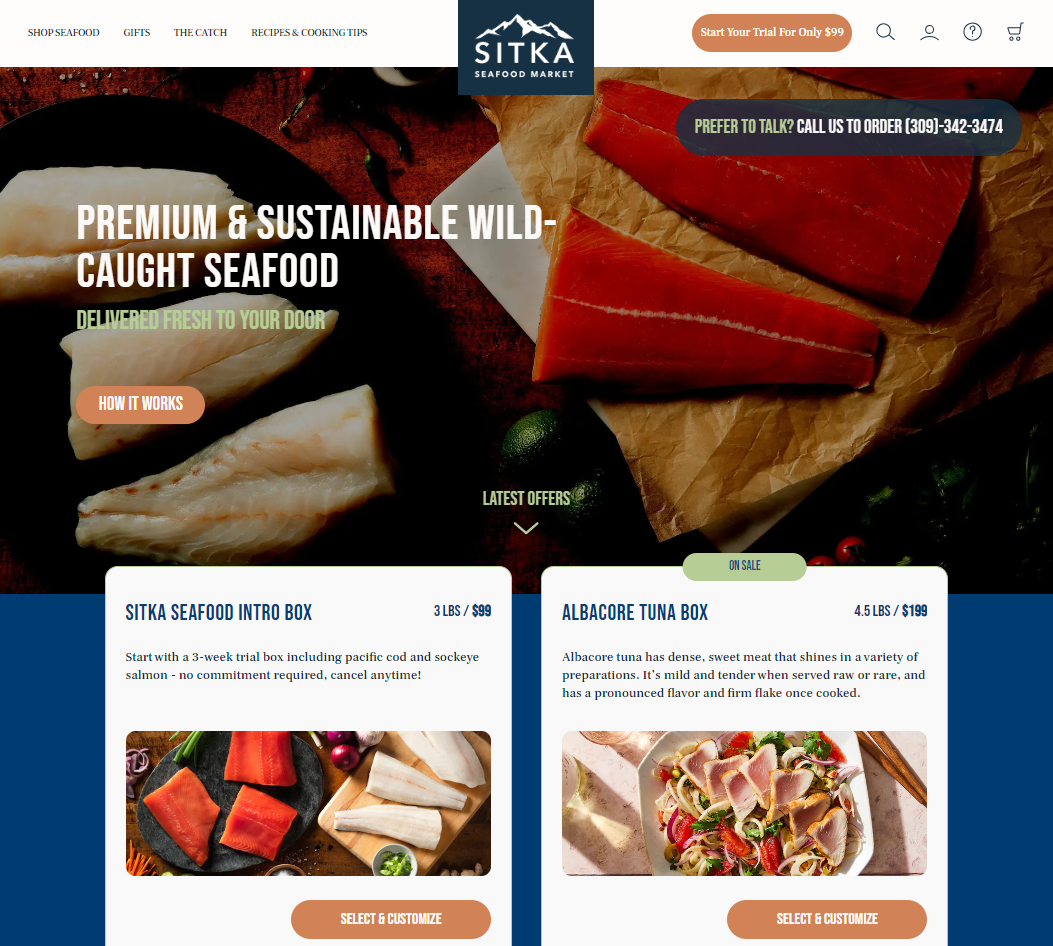 SHOP SEAFOOD GIFTS THE CATCH RECIPES & COOKING TIPS
SITKA
SEAFOOD MARKET
Start Your Trial For Only $99
PREFER TO TALK? CALL US TO ORDER (309)-342-3474
PREMIUM & SUSTAINABLE WILD-
CAUGHT SEAFOOD
DELIVERED FRESH TO YOUR DOOR
HOW IT WORKS
LATEST OFFERS
SITKA SEAFOOD INTRO BOX 3 LBS / $99
Start with a 3-week trial box including pacific cod and sockeye
salmon - no commitment required, cancel anytime!
SELECT & CUSTOMIZE
ON SALE
ALBACORE TUNA BOX 4.5 LBS / $199
Albacore tuna has dense, sweet meat that shines in a variety of
preparations. It's mild and tender when served raw or rare, and
has a pronounced flavor and firm flake once cooked.
SELECT & CUSTOMIZE